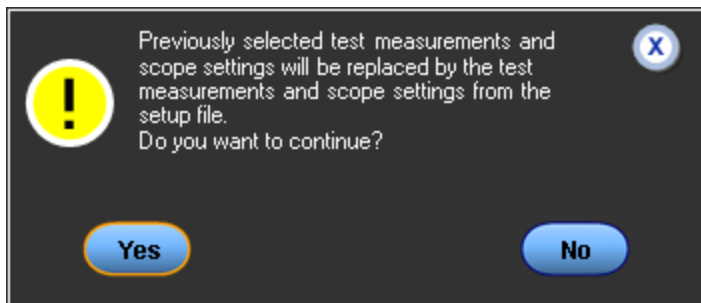 Previously selected test measurements and
scope settings will be replaced by the test
measurements and scope settings from the
setup file.
Do you want to continue?
X
!
Yes
No